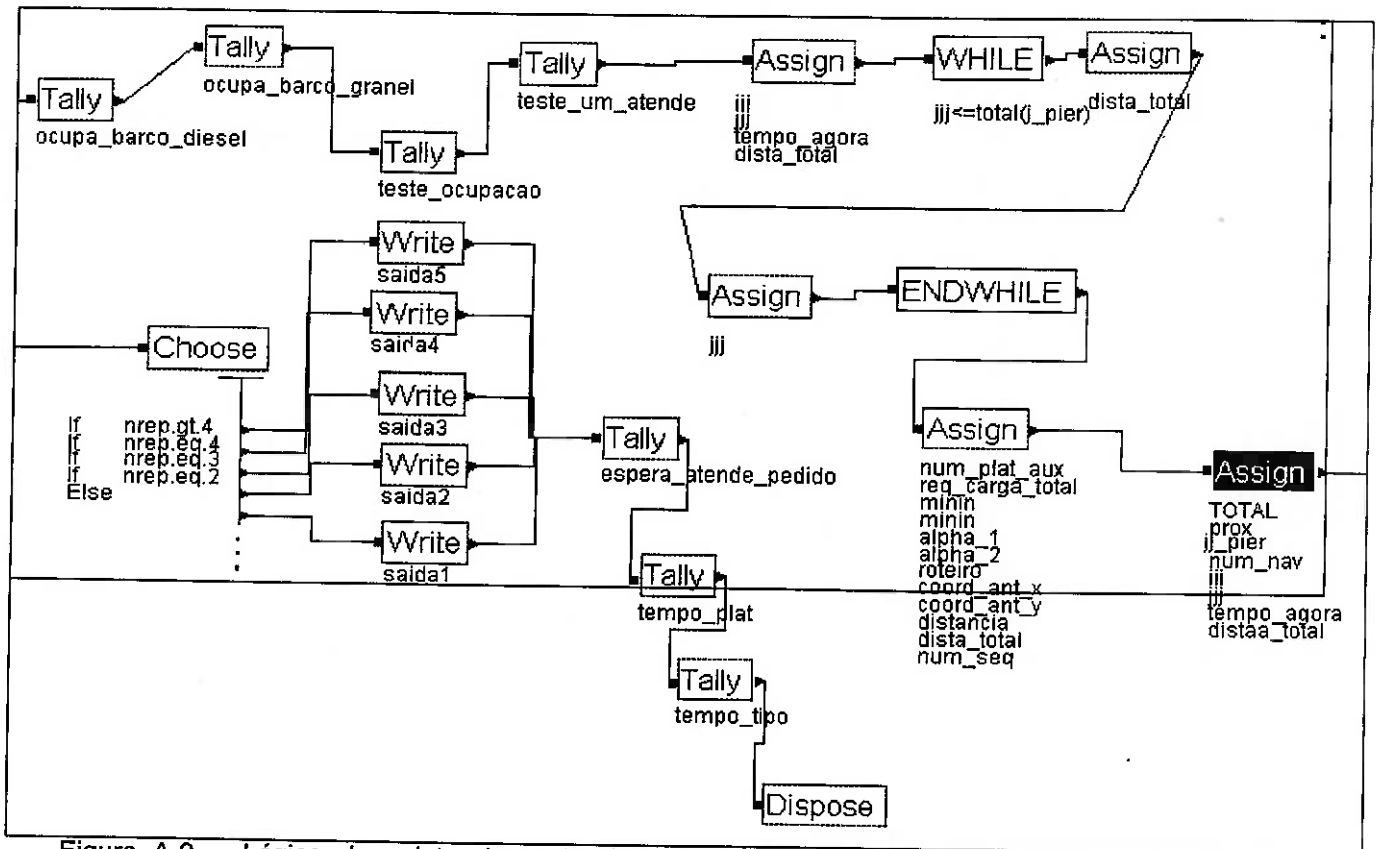 Tally
ocupa_barco_diesel
Tally
ocupa_barco_granel
Tally
teste_ocupacao
Tally
teste_um_atende
Assign
jjj
jjj
tempo_agora
dista_total
WHILE
jjj<=total(j_pier)
Assign
dista_total
Assign
jjj
ENDWHILE
Assign
num_plat_aux
req_carga_total
minin
minin
alpha_1
alpha_2
roteiro
coord_ant_x
coord_ant_y
distancia
dista_total
num_seq
Assign
TOTAL
prox
jj_pier
num_nav
jjj
jjj
tempo_agora
distaa_total
Choose
If nrep.gt.4
If nrep.eq.4
If nrep.eq.3
If nrep.eq.2
Else
Write
saida5
Write
saida4
Write
saida3
Write
saida2
Write
saida1
Tally
espera_atende_pedido
Tally
tempo_plat
Tally
tempo_tipo
Dispose